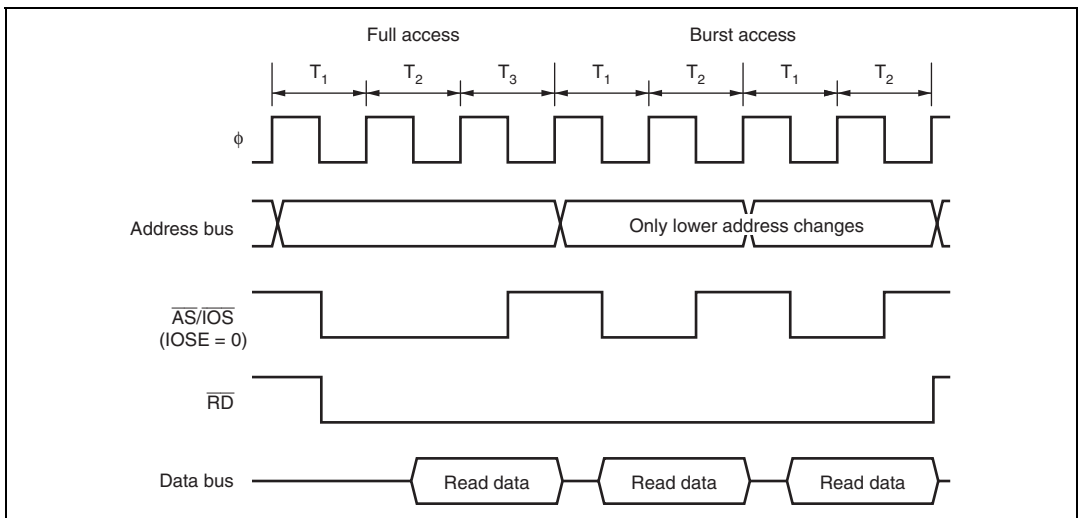 Full access Burst access
T1 T2 T3 T1 T2 T1 T2
ϕ
Address bus
Only lower address changes
AS/IOS
(IOSE = 0)
RD
Data bus
Read data Read data Read data